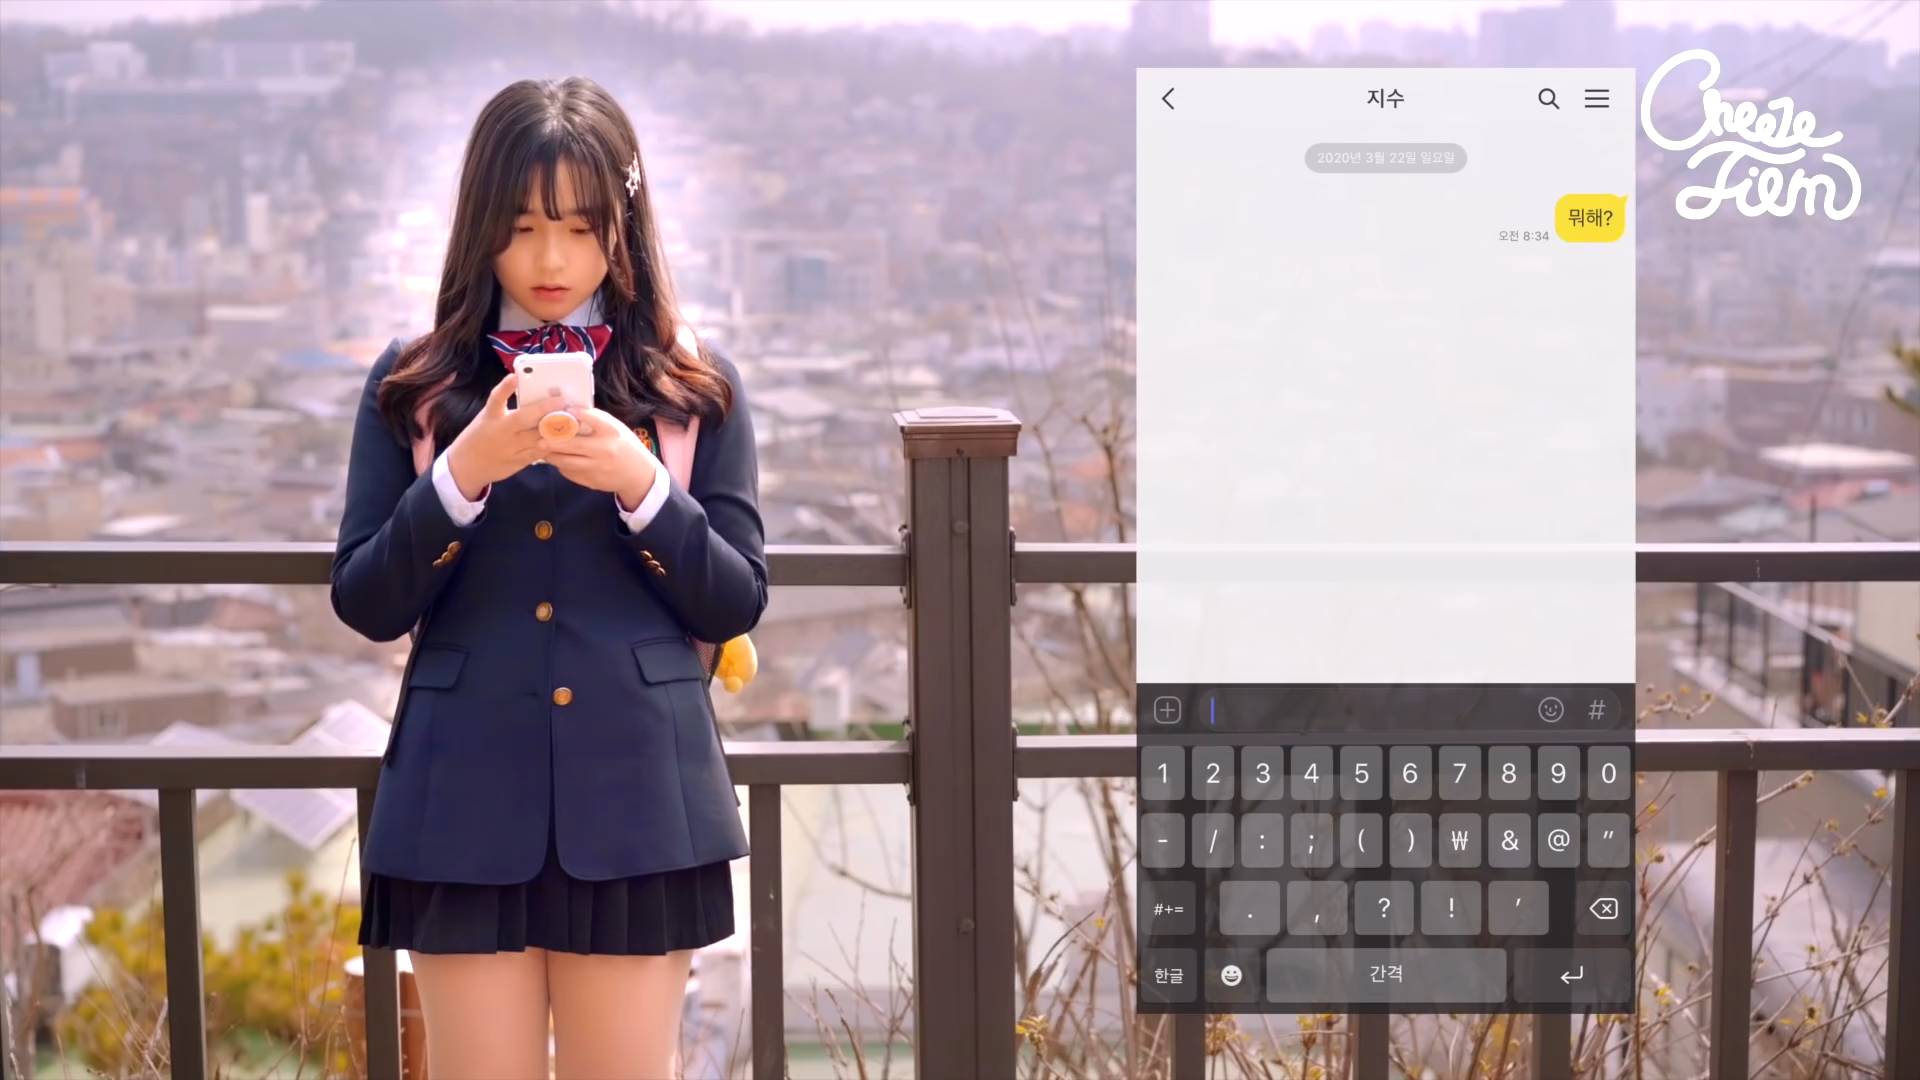 지수
2020년 3월 22일 일요일
뭐해?
오전 8:34
Cheeze
Film
#
1 2 3 4 5 6 7 8 9 0
- / : ; ( ) ₩ & @ "
#+= . , ? ! '
한글 간격